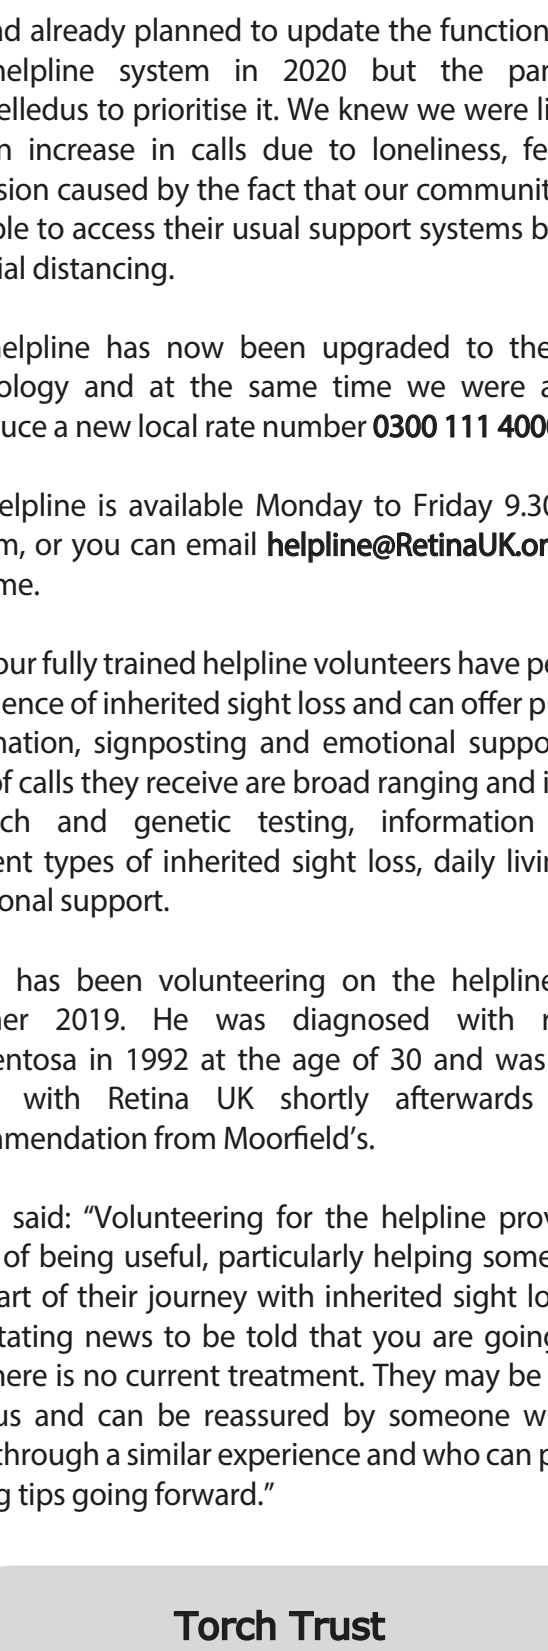 d already planned to update the function
helpline system in 2020 but the pan
elledus to prioritise it. We knew we were li
n increase in calls due to loneliness, fe
sion caused by the fact that our communit
ble to access their usual support systems b
ial distancing.
helpline has now been upgraded to the
ology and at the same time we were a
uce a new local rate number 0300 111 4000
elpline is available Monday to Friday 9.30
m, or you can email helpline@RetinaUK.or
me.
our fully trained helpline volunteers have pe
ience of inherited sight loss and can offer p
nation, signposting and emotional suppo
of calls they receive are broad ranging and i
ch and genetic testing, information
ent types of inherited sight loss, daily livin
onal support.
has been volunteering on the helpline
er 2019. He was diagnosed with r
entosa in 1992 at the age of 30 and was
with Retina UK shortly afterwards
mmendation from Moorfield’s.
said: “Volunteering for the helpline prov
of being useful, particularly helping some
art of their journey with inherited sight lo
tating news to be told that you are going
here is no current treatment. They may be
us and can be reassured by someone w
through a similar experience and who can p
g tips going forward.”
Torch Trust